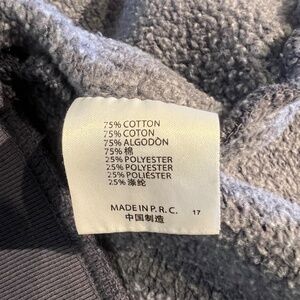 75% COTTON
75% COTON
75% ALGODÓN
75% 棉
25% POLYESTER
25% POLYESTER
25% POLIÉSTER
25% 涤纶
MADE IN P. R. C. 17
中国制造